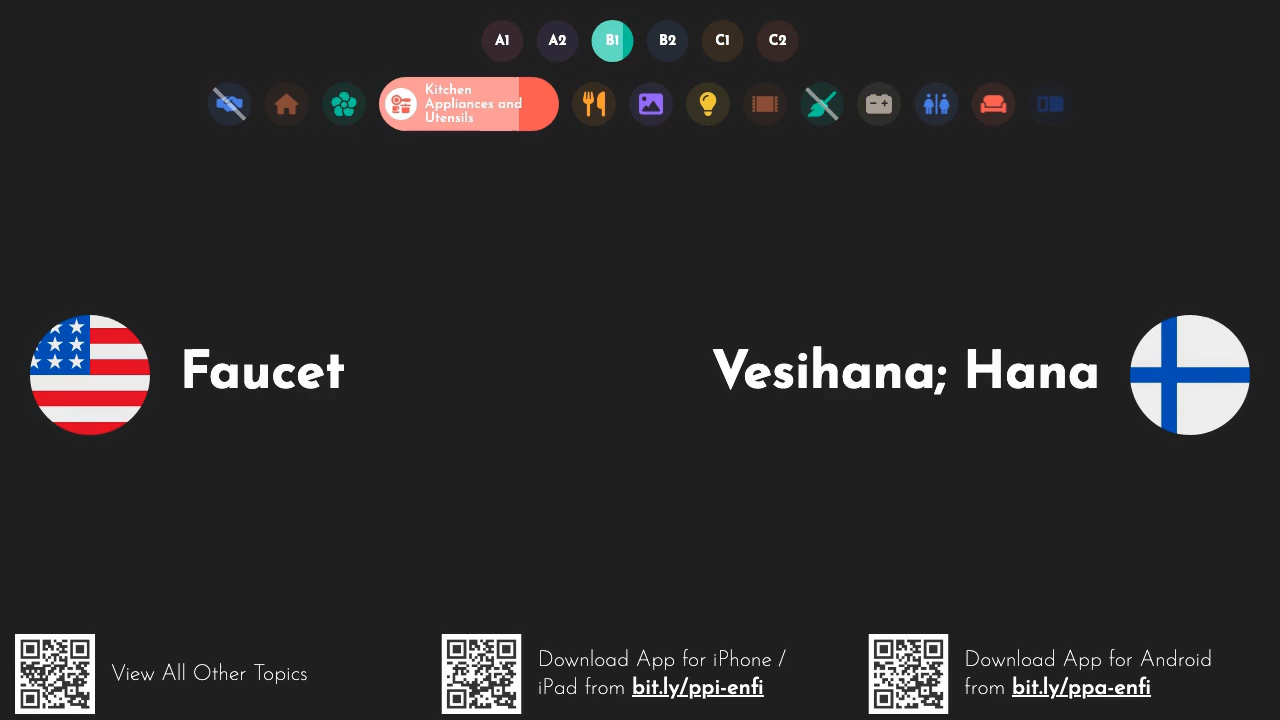 A1 A2 B1 B2 C1 C2
Kitchen
Appliances and
Utensils
Faucet
Vesihana; Hana
View All Other Topics
Download App for iPhone /
iPad from bit.ly/ppi-enfi
Download App for Android
from bit.ly/ppa-enfi